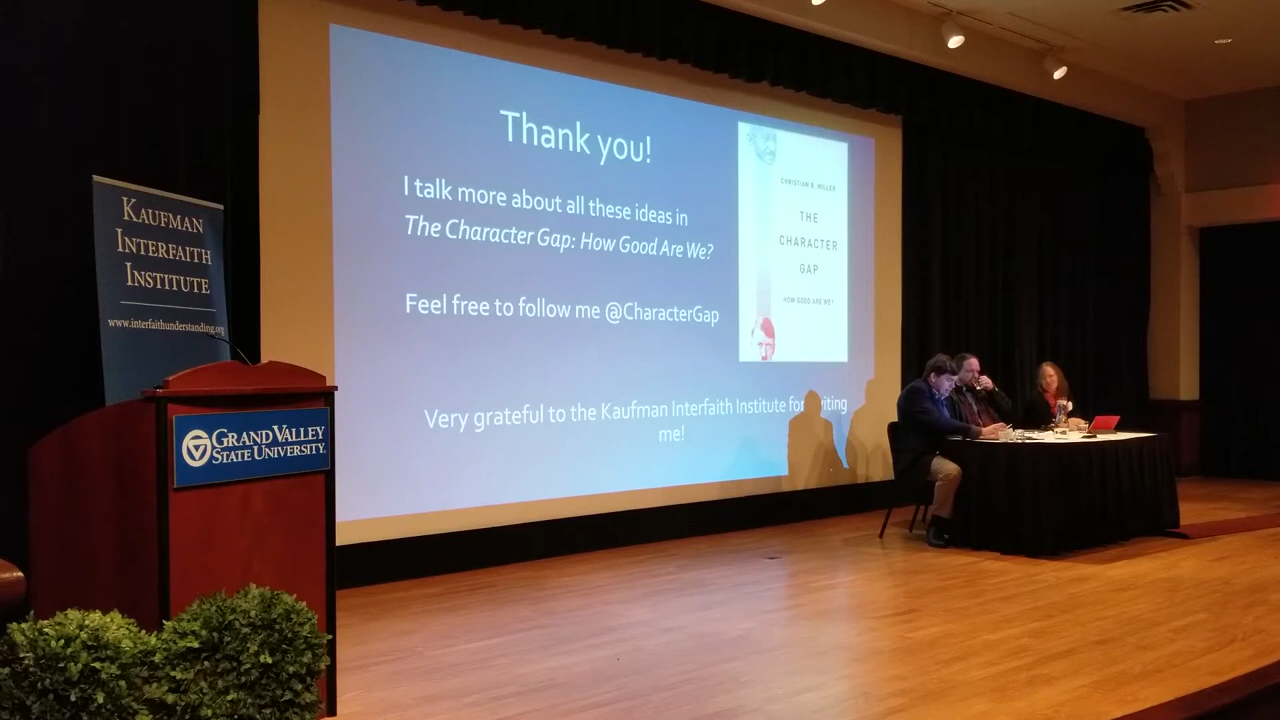 KAUFMAN
INTERFAITH
INSTITUTE
www.interfaithunderstanding.org
GRAND VALLEY
STATE UNIVERSITY.
Thank you!
I talk more about all these ideas in
The Character Gap: How Good Are We?
Feel free to follow me @CharacterGap
Very grateful to the Kaufman Interfaith Institute for
me!
CHRISTIAN B. MILLER
THE
CHARACTER
GAP
HOW GOOD ARE WE?